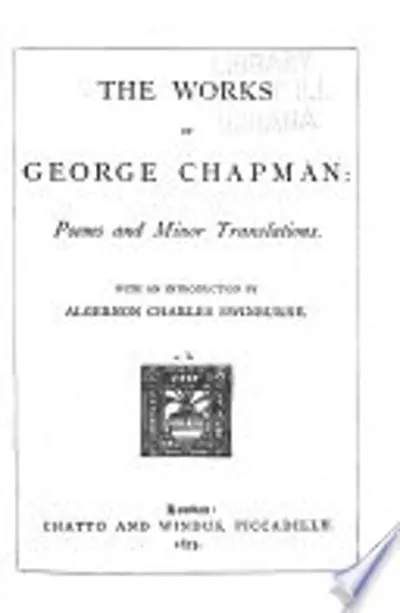 THE WORKS
OF
GEORGE CHAPMAN:
Poems and Minor Translations.
WITH AN INTRODUCTION BY
ALGERNON CHARLES SWINBURNE.
London:
CHATTO AND WINDUS, PICCADILLY.